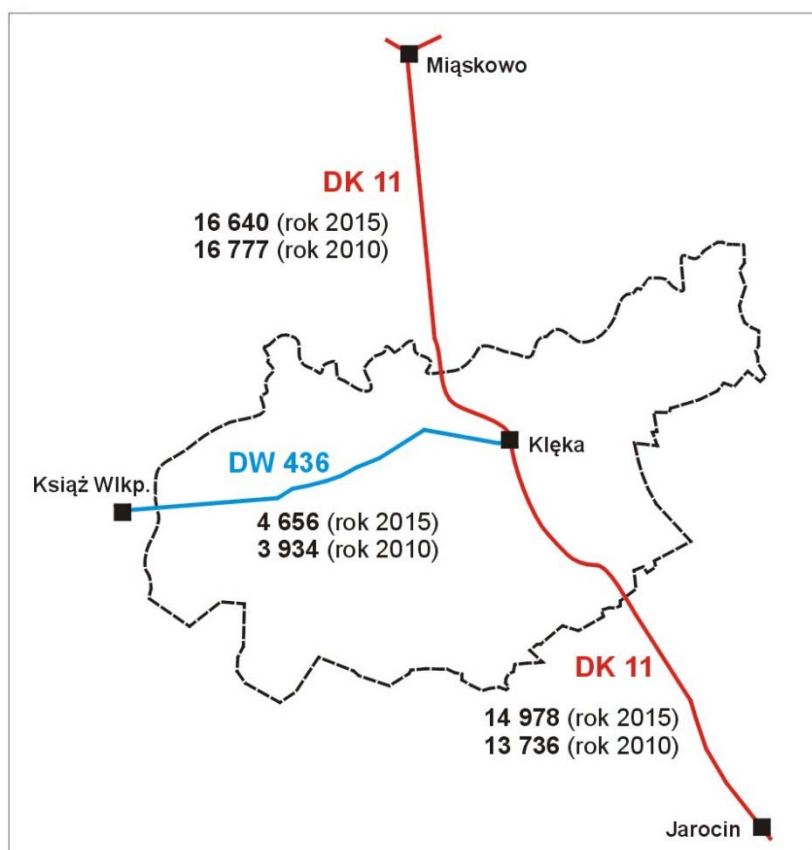 Miąskowo
DK 11
16 640 (rok 2015)
16 777 (rok 2010)
Klęka
DW 436
Książ Wlkp.
4 656 (rok 2015)
3 934 (rok 2010)
DK 11
14 978 (rok 2015)
13 736 (rok 2010)
Jarocin